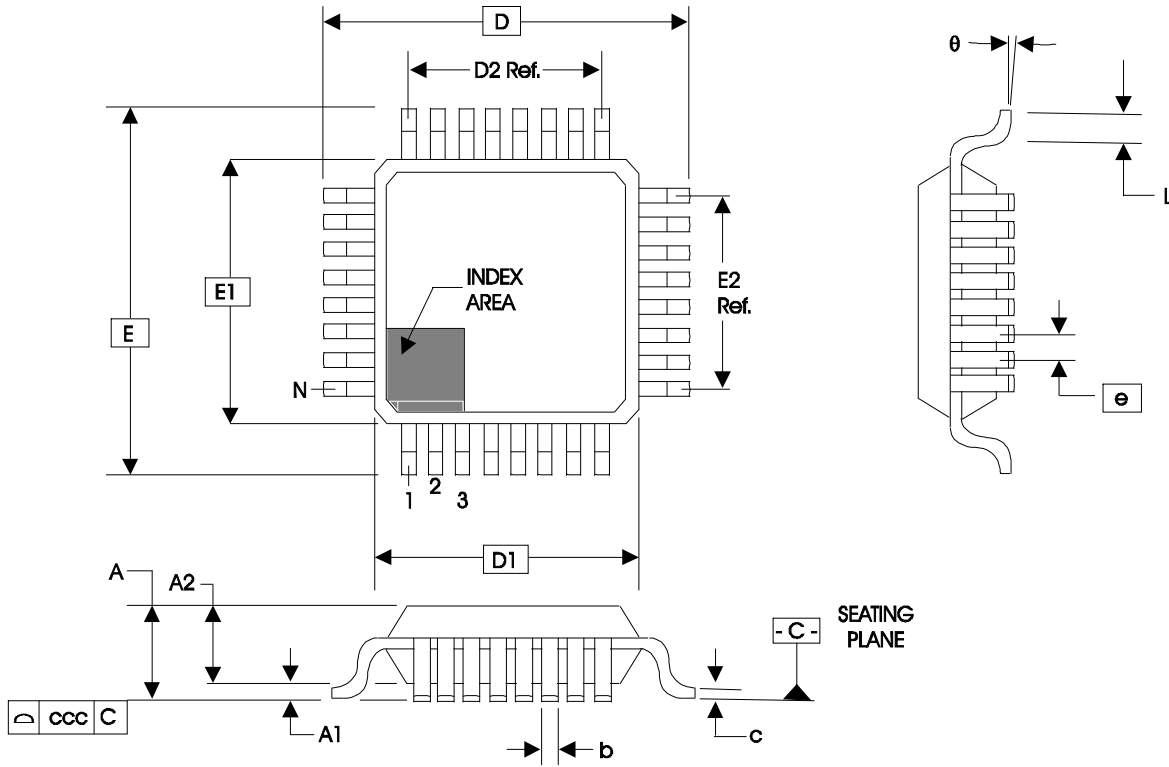 D
D2 Ref.
θ
L
INDEX
AREA
E1
E2
Ref.
E
N
e
1
2
3
D1
A
A2
- C -
SEATING
PLANE
⌓ ccc C
A1
b
c